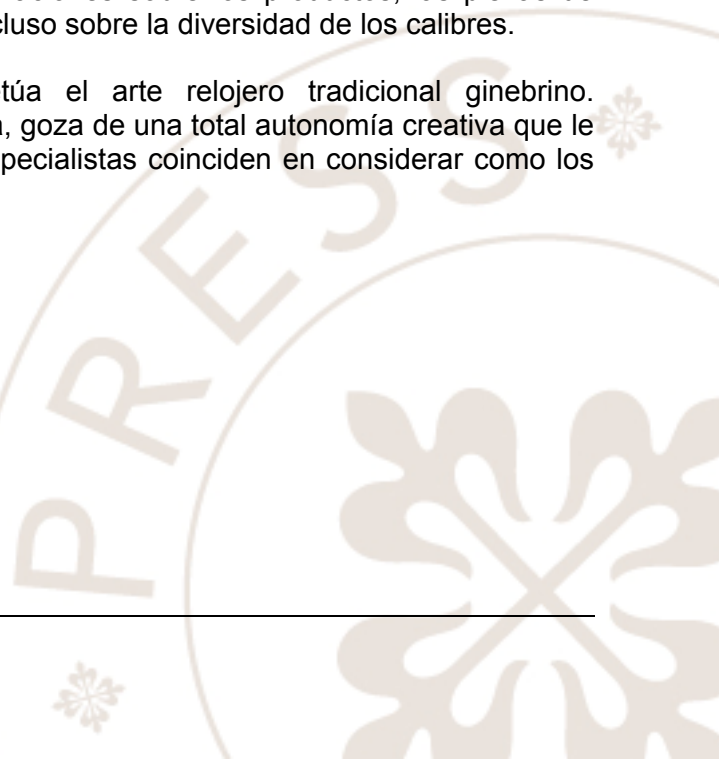 cluso sobre la diversidad de los calibres.
túa el arte relojero tradicional ginebrino.
, goza de una total autonomía creativa que le
pecialistas coinciden en considerar como los
PRESS